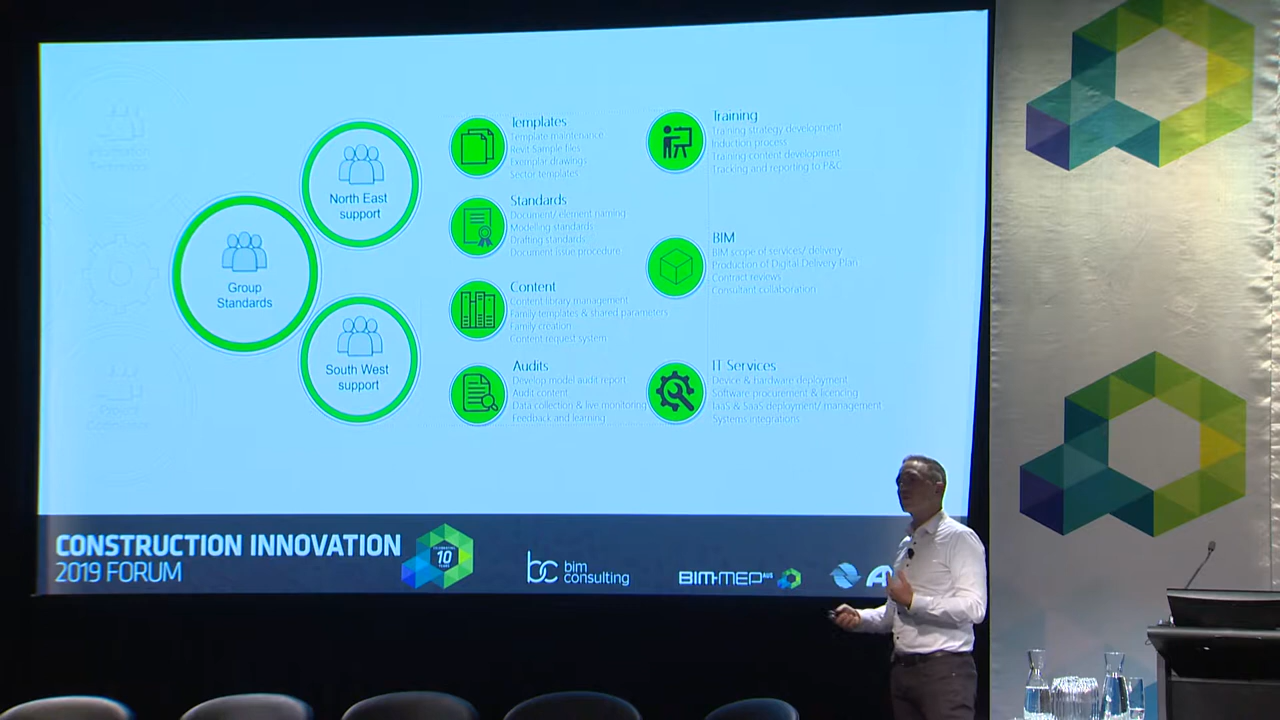 Group
Standards
North East
support
South West
support
Templates
Template maintenance
Revit Sample files
Exemplar drawings
Sector templates
Standards
Document/ element naming
Modelling standards
Drafting standards
Document issue procedure
Content
Content library management
Family templates & shared parameters
Family creation
Content request system
Audits
Develop model audit report
Audit content
Data collection & live monitoring
Feedback and learning
Training
Training strategy development
Induction process
Training content development
Tracking and reporting to P&C
BIM
BIM scope of services/ delivery
Production of Digital Delivery Plan
Contract reviews
Consultant collaboration
IT Services
Device & hardware deployment
Software procurement & licencing
IaaS & SaaS deployment/ management
Systems integrations
CONSTRUCTION INNOVATION
2019 FORUM
CELEBRATING
10
YEARS
bc bim
consulting
BIM-MEP AUS